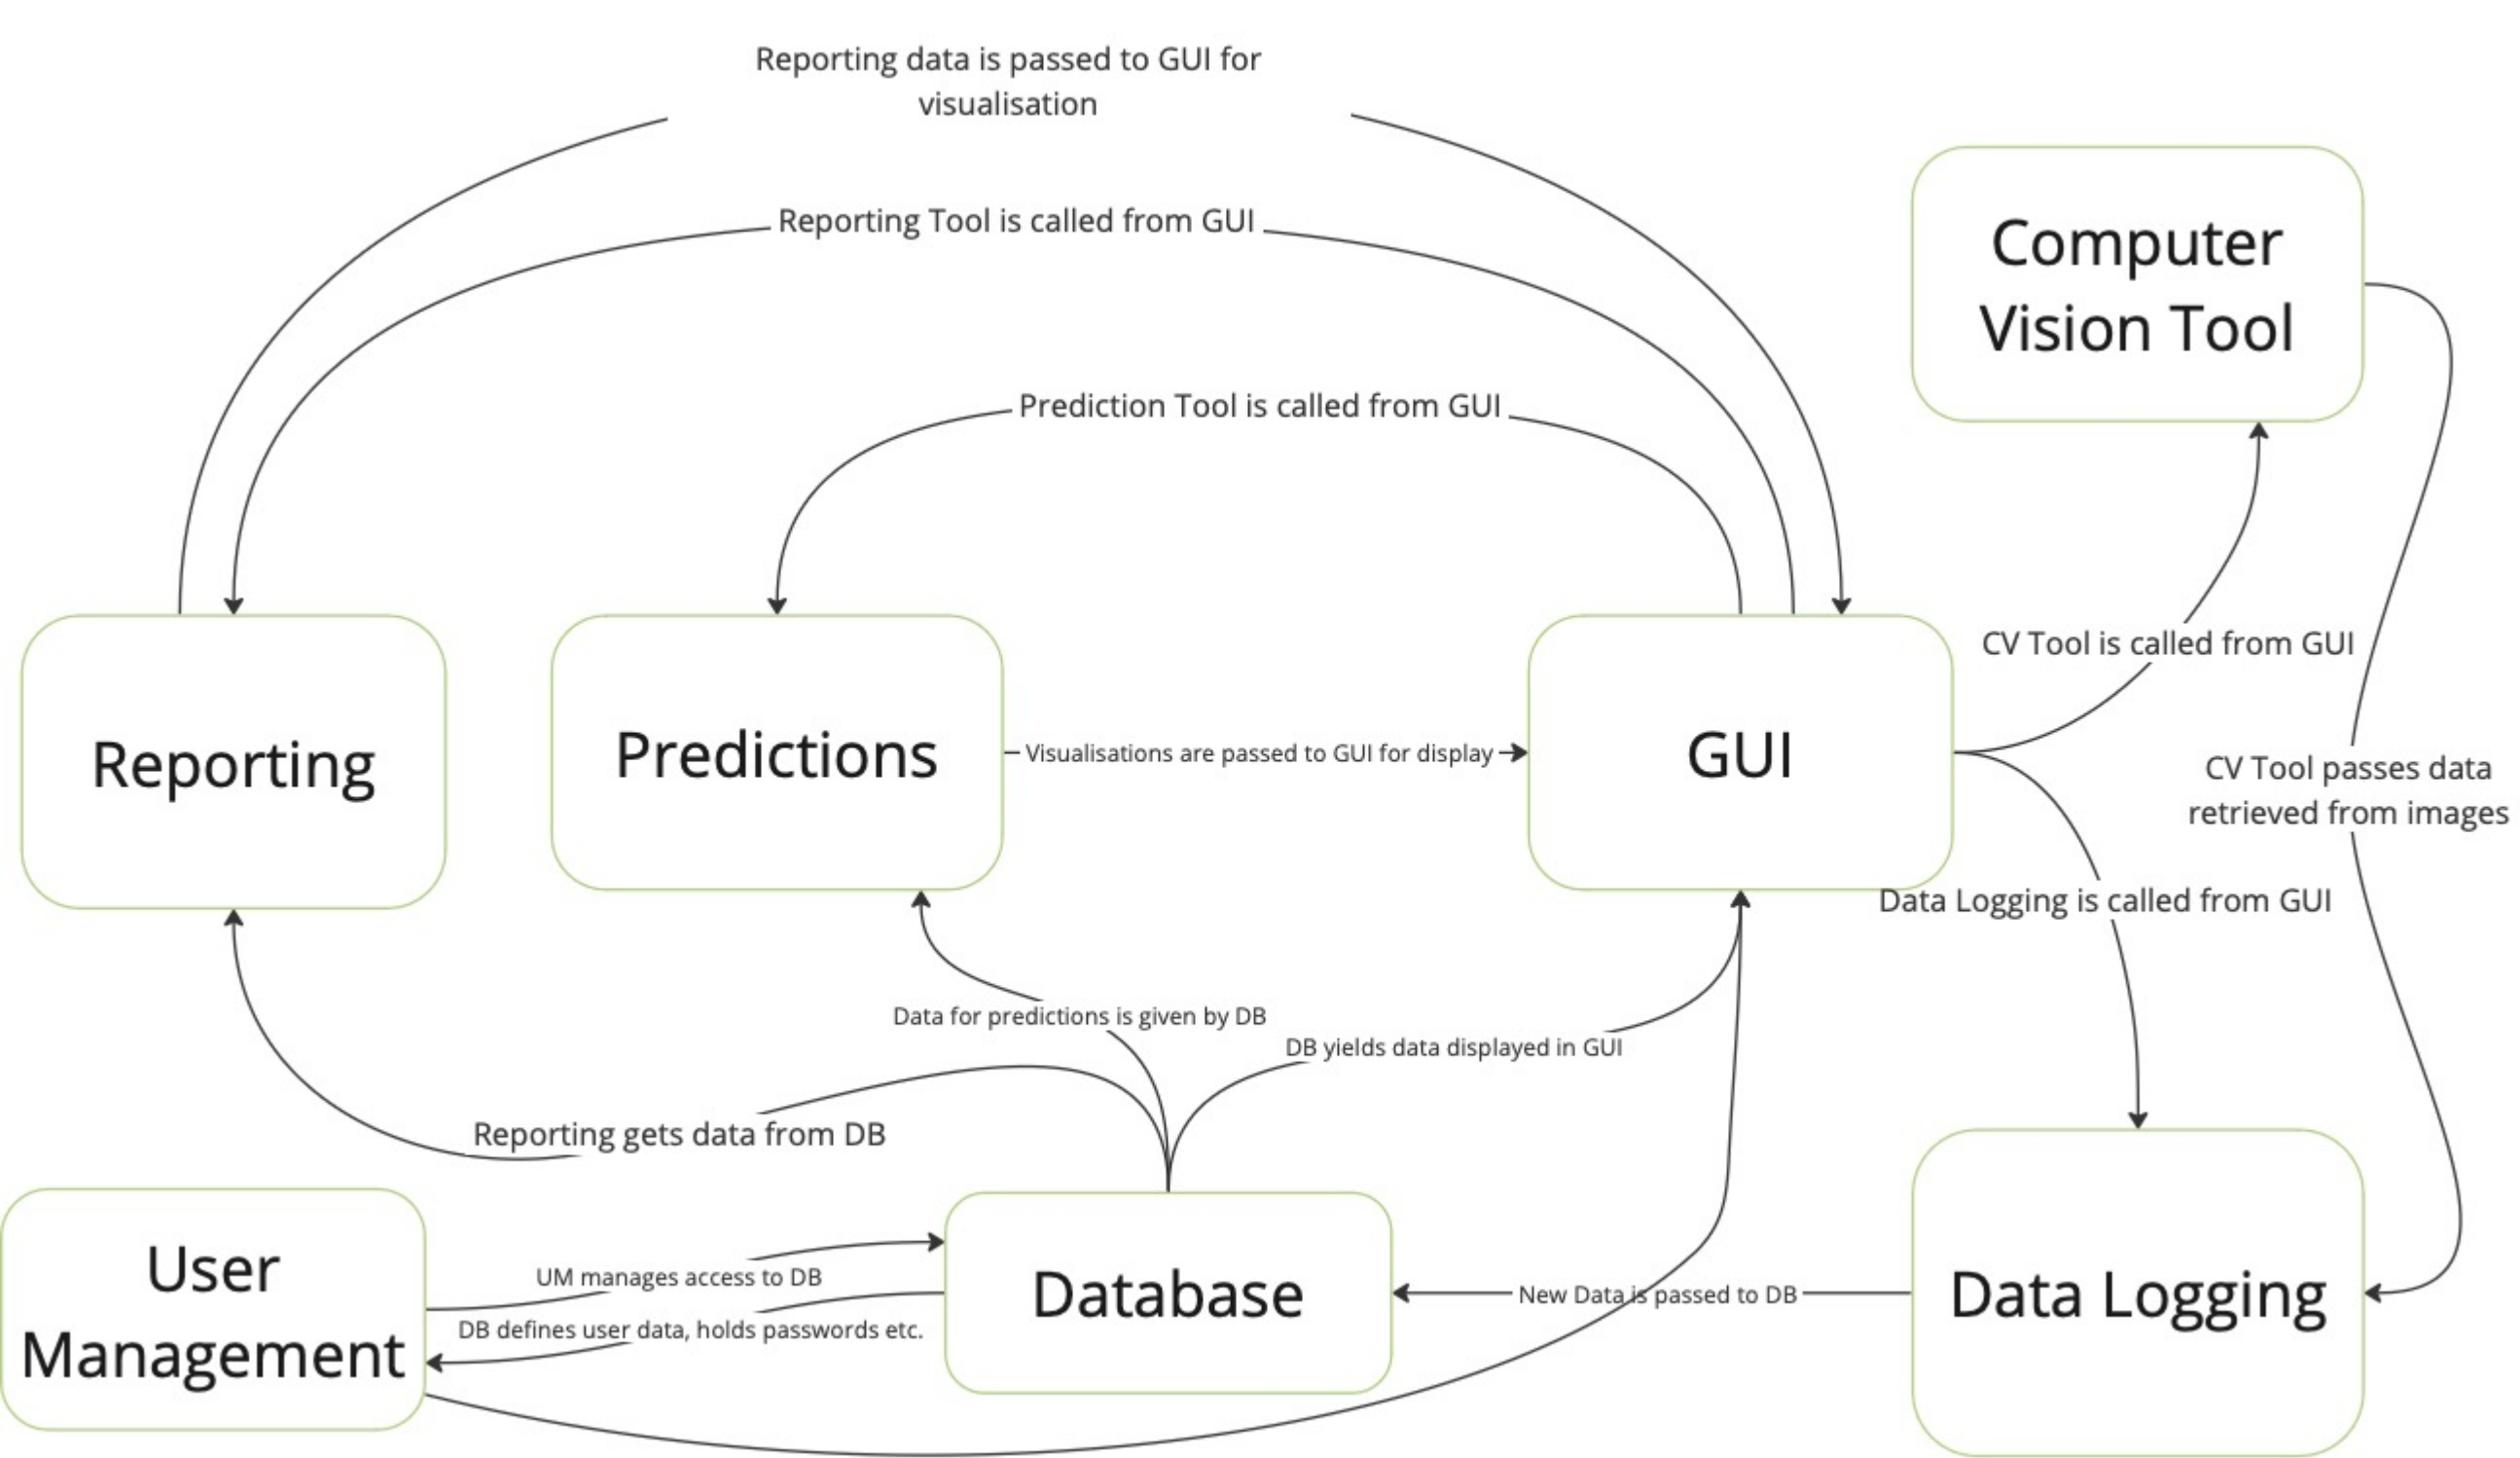 Reporting data is passed to GUI for
visualisation
Reporting Tool is called from GUI
Computer
Vision Tool
Prediction Tool is called from GUI
CV Tool is called from GUI
Reporting
Predictions
Visualisations are passed to GUI for display
GUI
CV Tool passes data
retrieved from images
Data Logging is called from GUI
Data for predictions is given by DB
DB yields data displayed in GUI
Reporting gets data from DB
User
Management
UM manages access to DB
DB defines user data, holds passwords etc.
Database
New Data is passed to DB
Data Logging